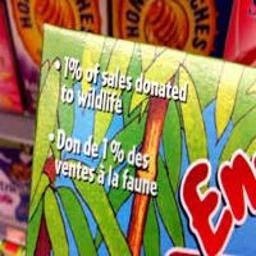 • 1% of sales donated
to wildlife
• Don de 1% des
ventes à la faune
En